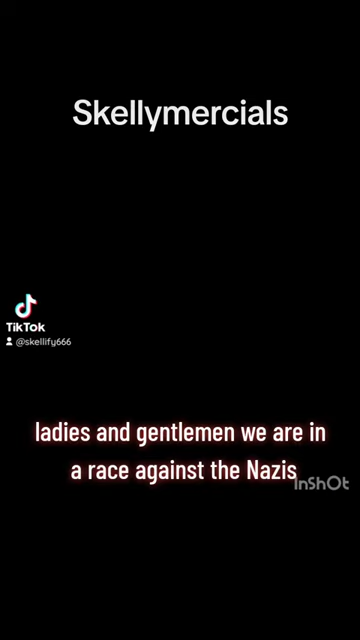 Skellymercials
TikTok
@skellify666
ladies and gentlemen we are in
a race against the Nazis
InShOt